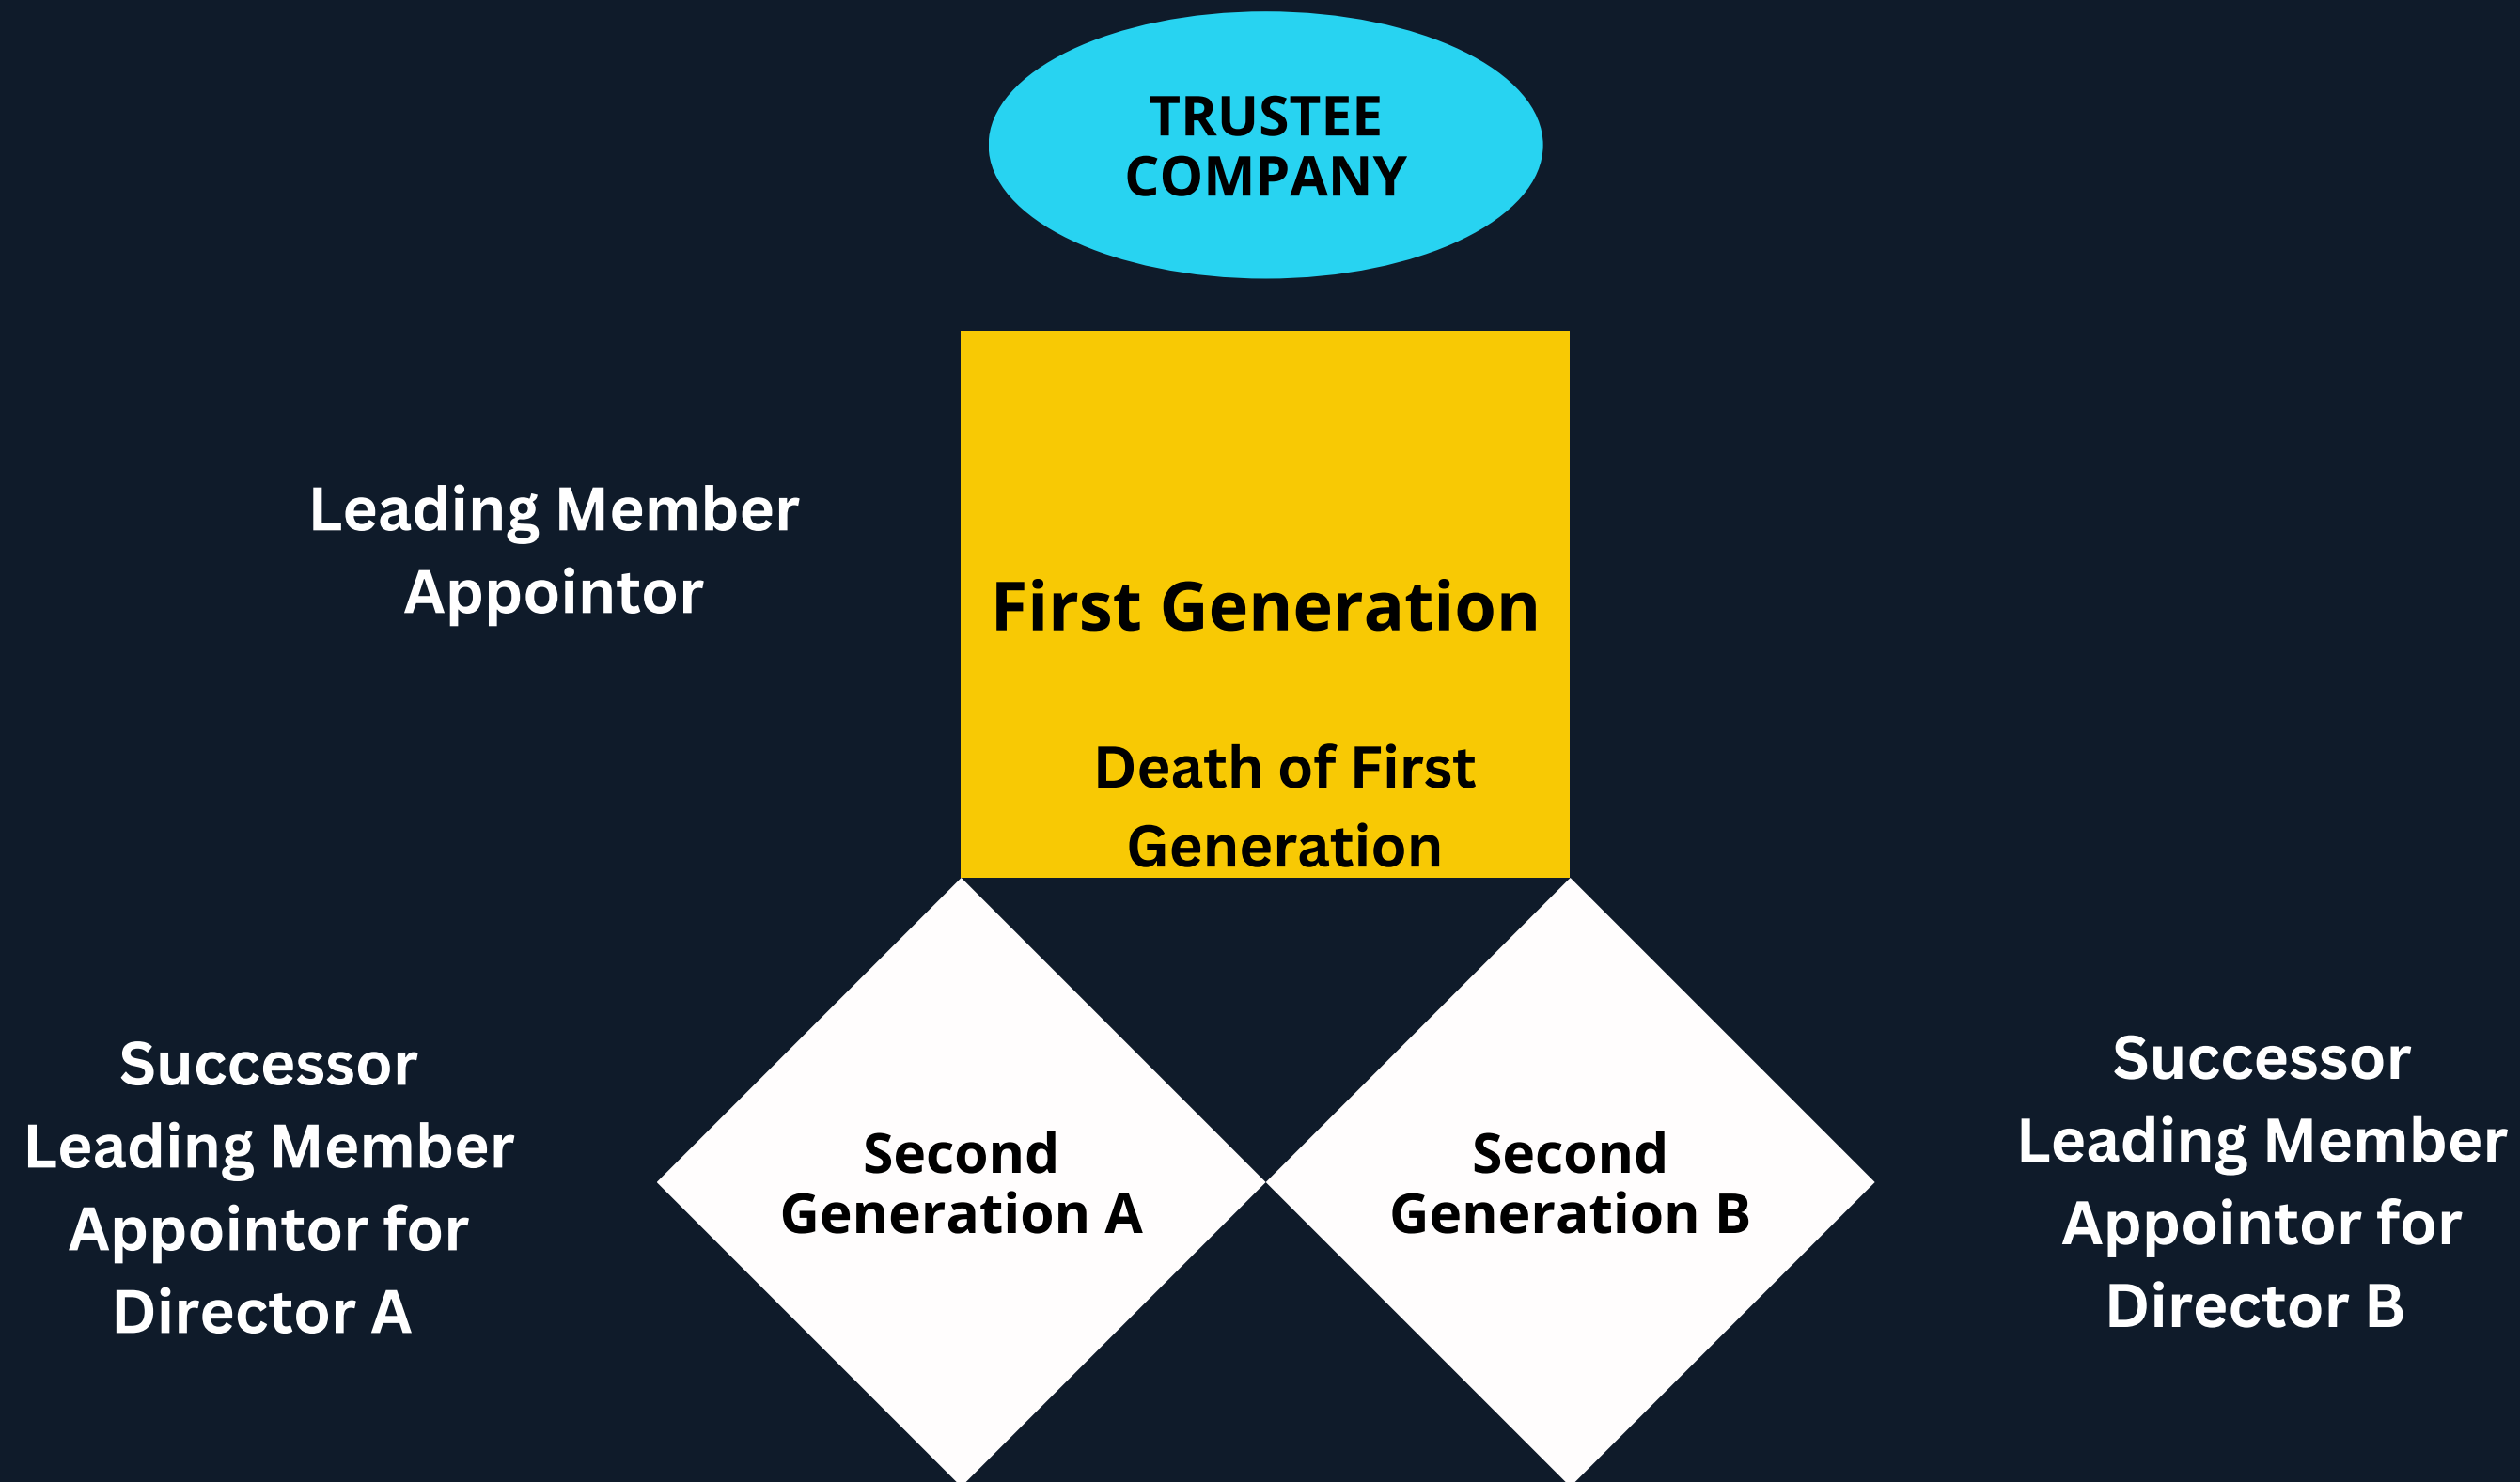 TRUSTEE
COMPANY
Leading Member
Appointor
First Generation
Death of First
Generation
Successor
Leading Member
Appointor for
Director A
Second
Generation A
Second
Generation B
Successor
Leading Member
Appointor for
Director B